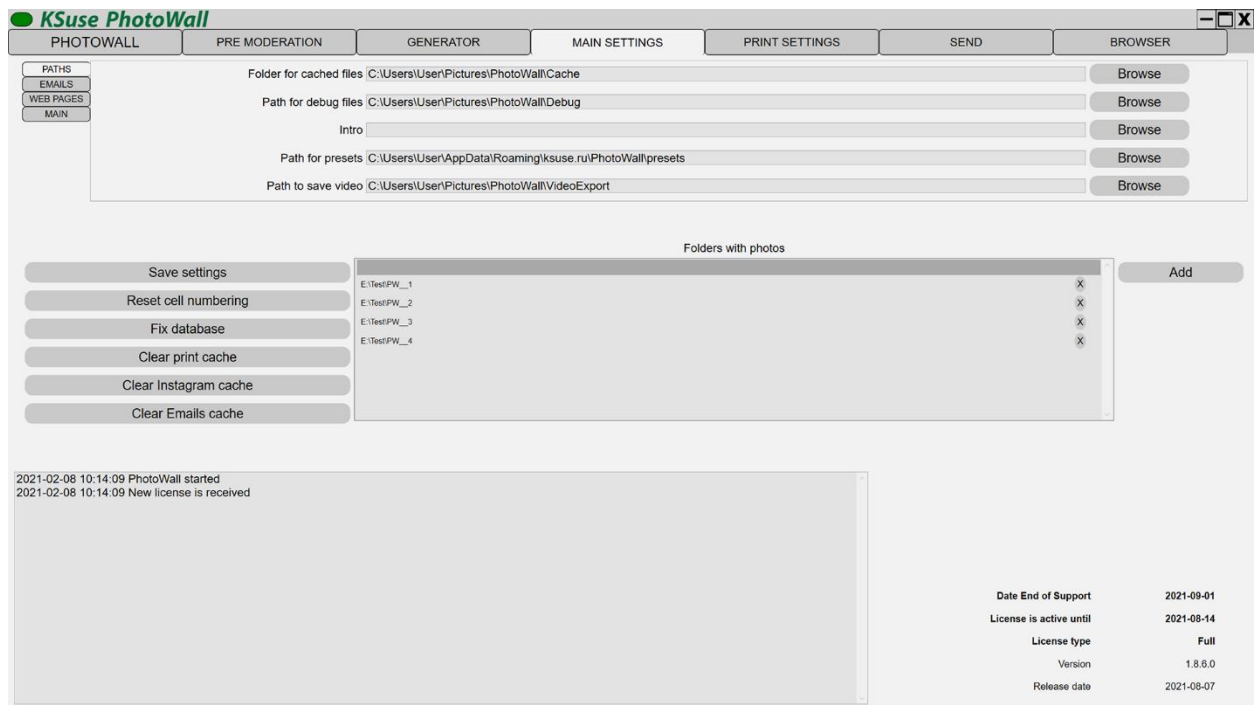 KSuse PhotoWall
PHOTOWALL PRE MODERATION GENERATOR MAIN SETTINGS PRINT SETTINGS SEND BROWSER
PATHS
EMAILS
WEB PAGES
MAIN
Folder for cached files C:\Users\User\Pictures\PhotoWall\Cache Browse
Path for debug files C:\Users\User\Pictures\PhotoWall\Debug Browse
Intro Browse
Path for presets C:\Users\User\AppData\Roaming\ksuse.ru\PhotoWall\presets Browse
Path to save video C:\Users\User\Pictures\PhotoWall\VideoExport Browse
Folders with photos
Save settings
Reset cell numbering
Fix database
Clear print cache
Clear Instagram cache
Clear Emails cache
E:\Test\PW__1 X
E:\Test\PW__2 X
E:\Test\PW__3 X
E:\Test\PW__4 X
Add
2021-02-08 10:14:09 PhotoWall started
2021-02-08 10:14:09 New license is received
Date End of Support 2021-09-01
License is active until 2021-08-14
License type Full
Version 1.8.6.0
Release date 2021-08-07